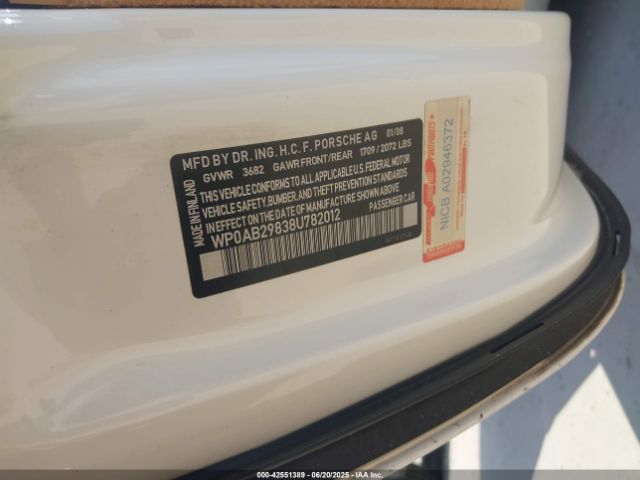 MFD BY DR. ING. H.C. F. PORSCHE AG 01/08
GVWR 3682 GAWR FRONT/REAR 1709 / 2072 LBS
THIS VEHICLE CONFORMS TO ALL APPLICABLE U.S. FEDERAL MOTOR
VEHICLE SAFETY, BUMPER, AND THEFT PREVENTION STANDARDS
IN EFFECT ON THE DATE OF MANUFACTURE SHOWN ABOVE
WP0AB29838U782012 PASSENGER CAR
MADE IN FINLAND
NICB A02946372
000-42551389 | 06/20/2025 | IAA Inc.